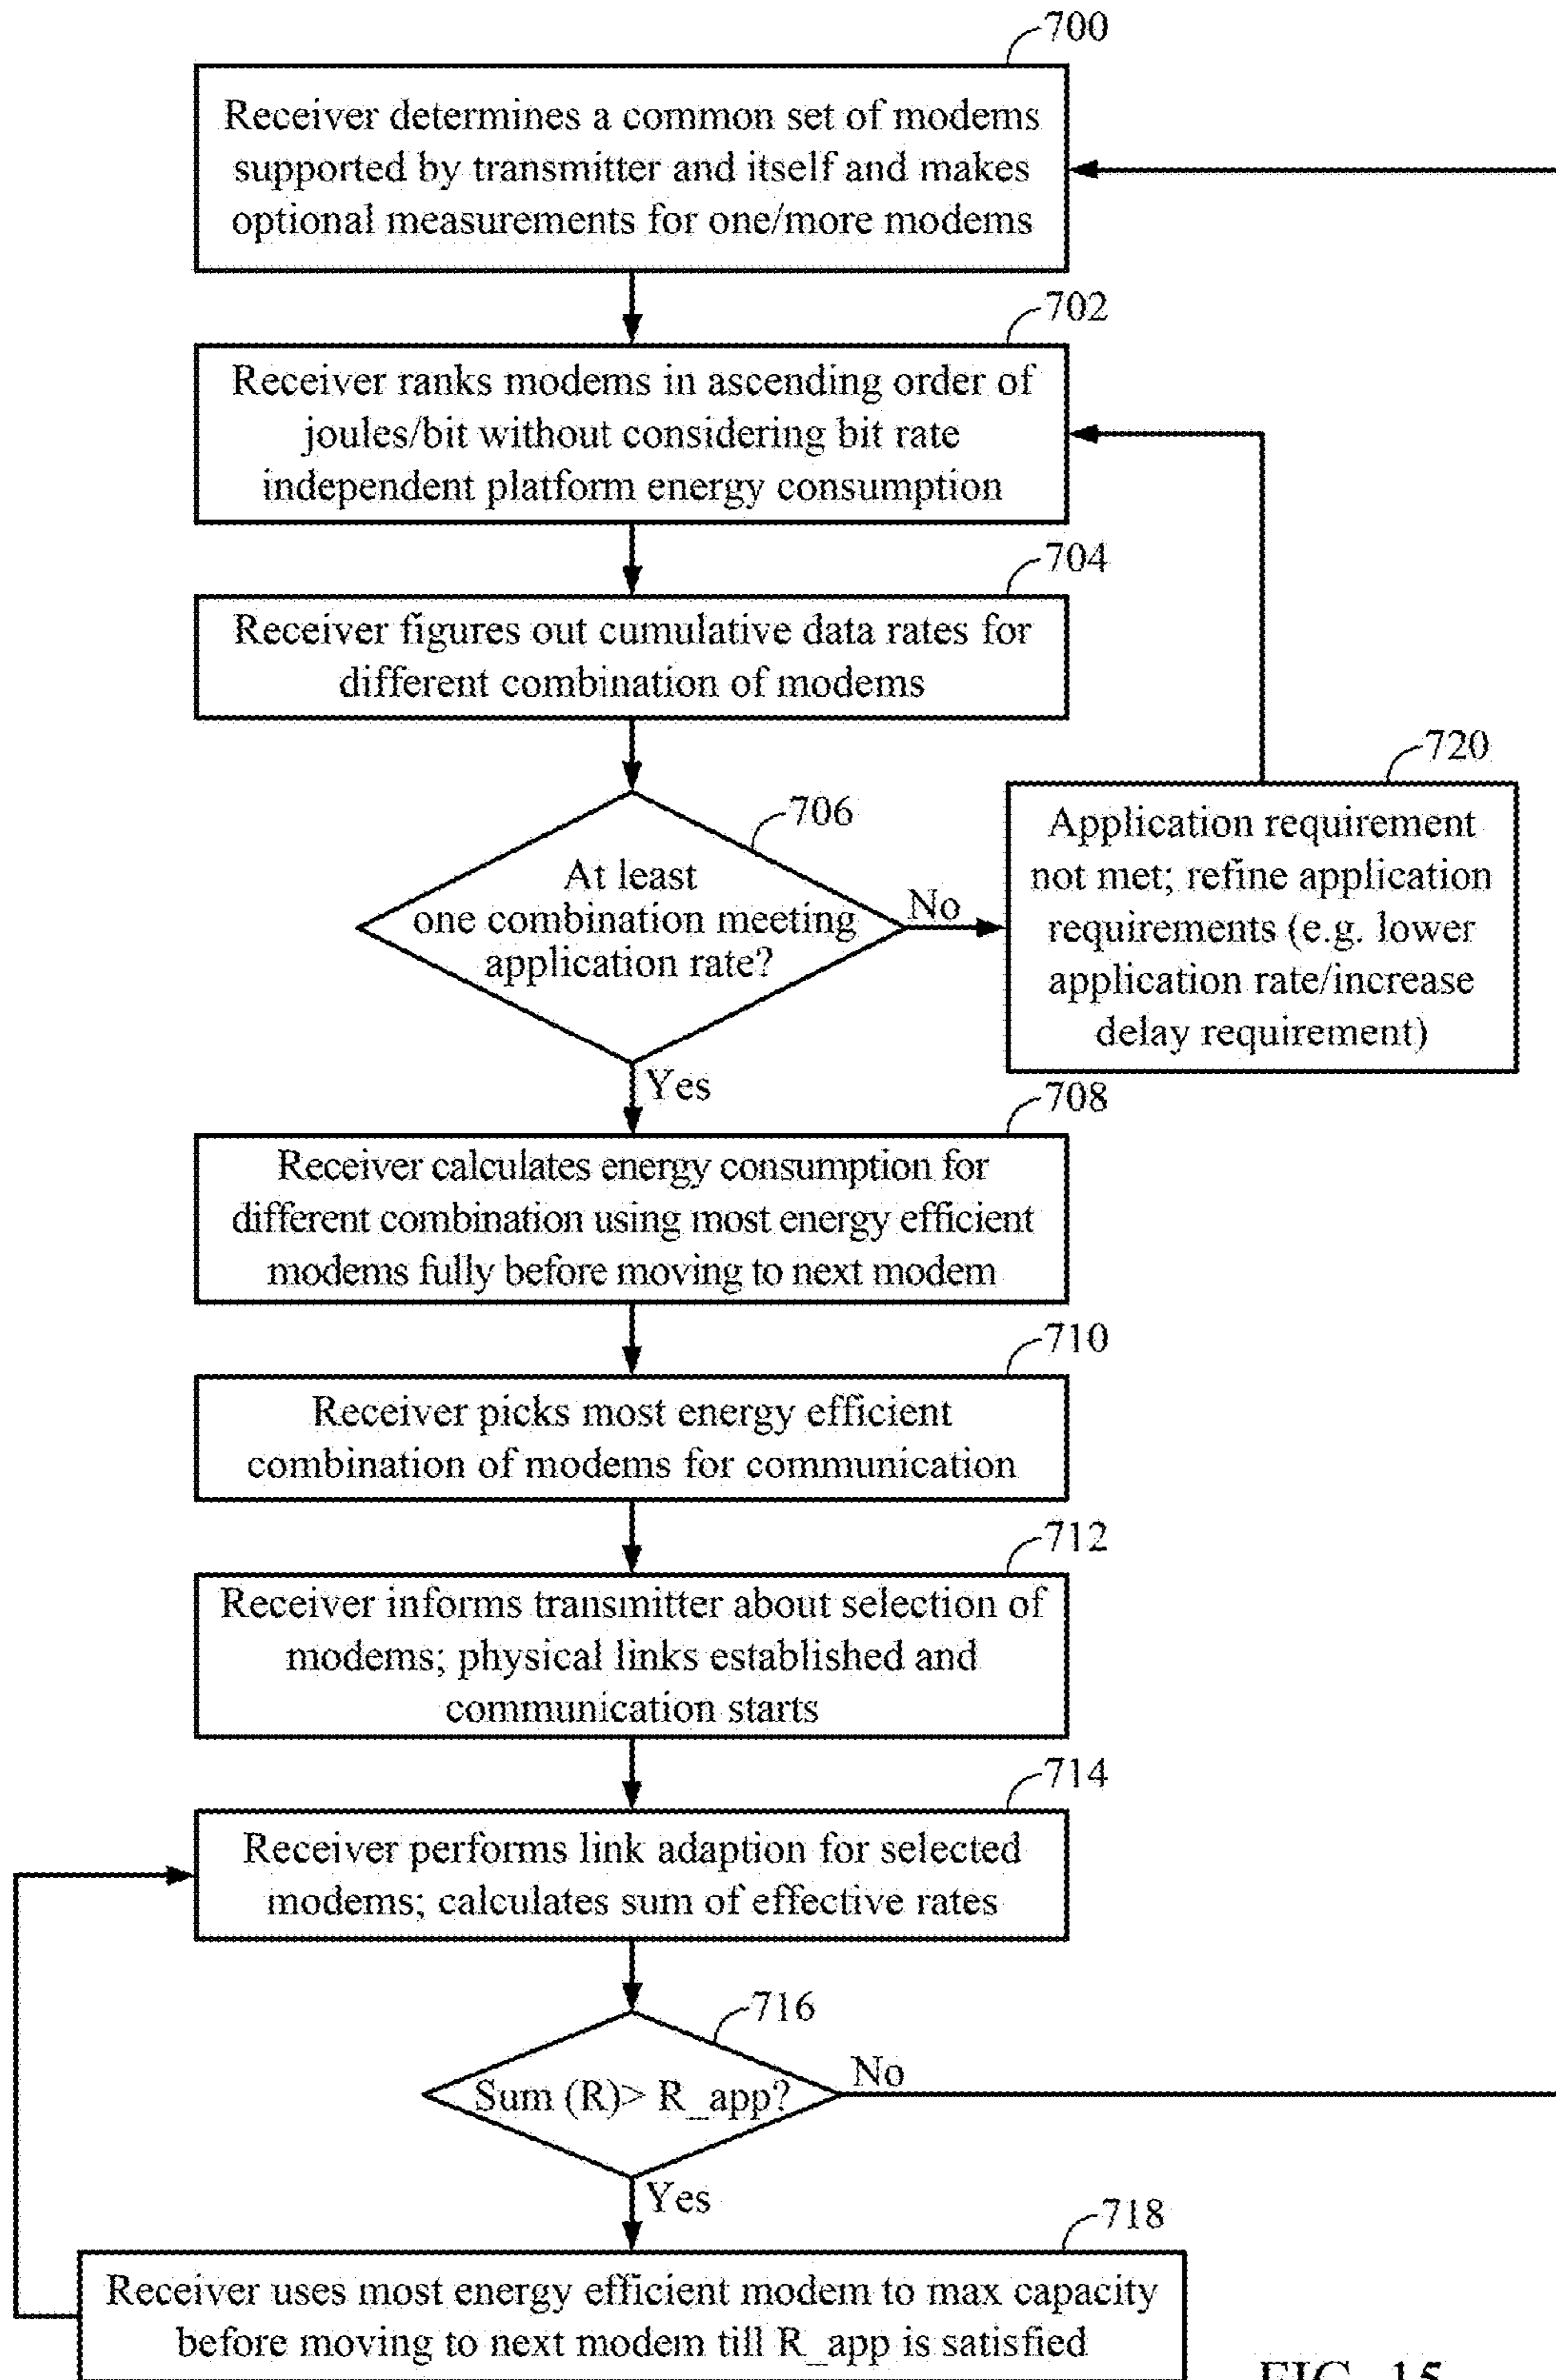 700
Receiver determines a common set of modems
supported by transmitter and itself and makes
optional measurements for one/more modems
702
Receiver ranks modems in ascending order of
joules/bit without considering bit rate
independent platform energy consumption
704
Receiver figures out cumulative data rates for
different combination of modems
706
At least
one combination meeting
application rate?
No
720
Application requirement
not met; refine application
requirements (e.g. lower
application rate/increase
delay requirement)
Yes
708
Receiver calculates energy consumption for
different combination using most energy efficient
modems fully before moving to next modem
710
Receiver picks most energy efficient
combination of modems for communication
712
Receiver informs transmitter about selection of
modems; physical links established and
communication starts
714
Receiver performs link adaption for selected
modems; calculates sum of effective rates
716
Sum (R)> R_app?
No
Yes
718
Receiver uses most energy efficient modem to max capacity
before moving to next modem till R_app is satisfied
FIG. 15